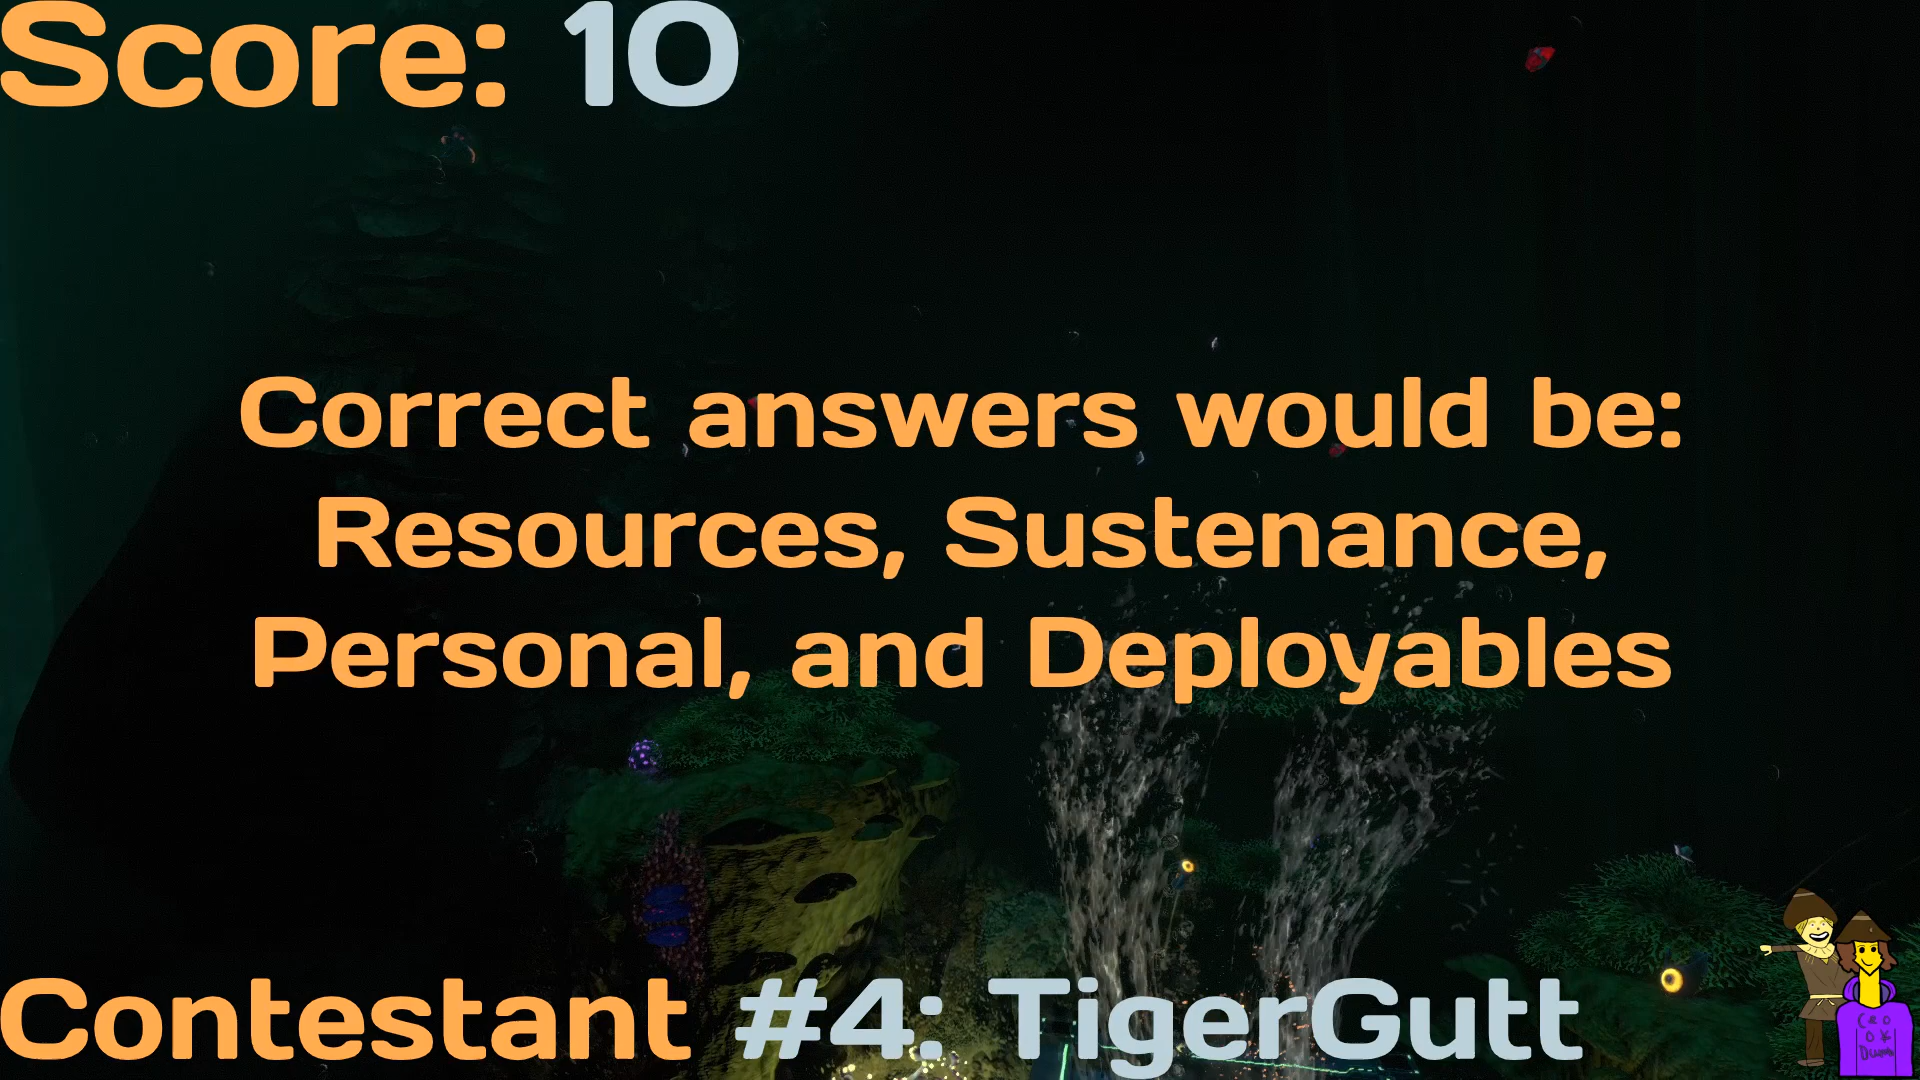 Score: 10
Correct answers would be:
Resources, Sustenance,
Personal, and Deployables
Contestant #4: TigerGutt